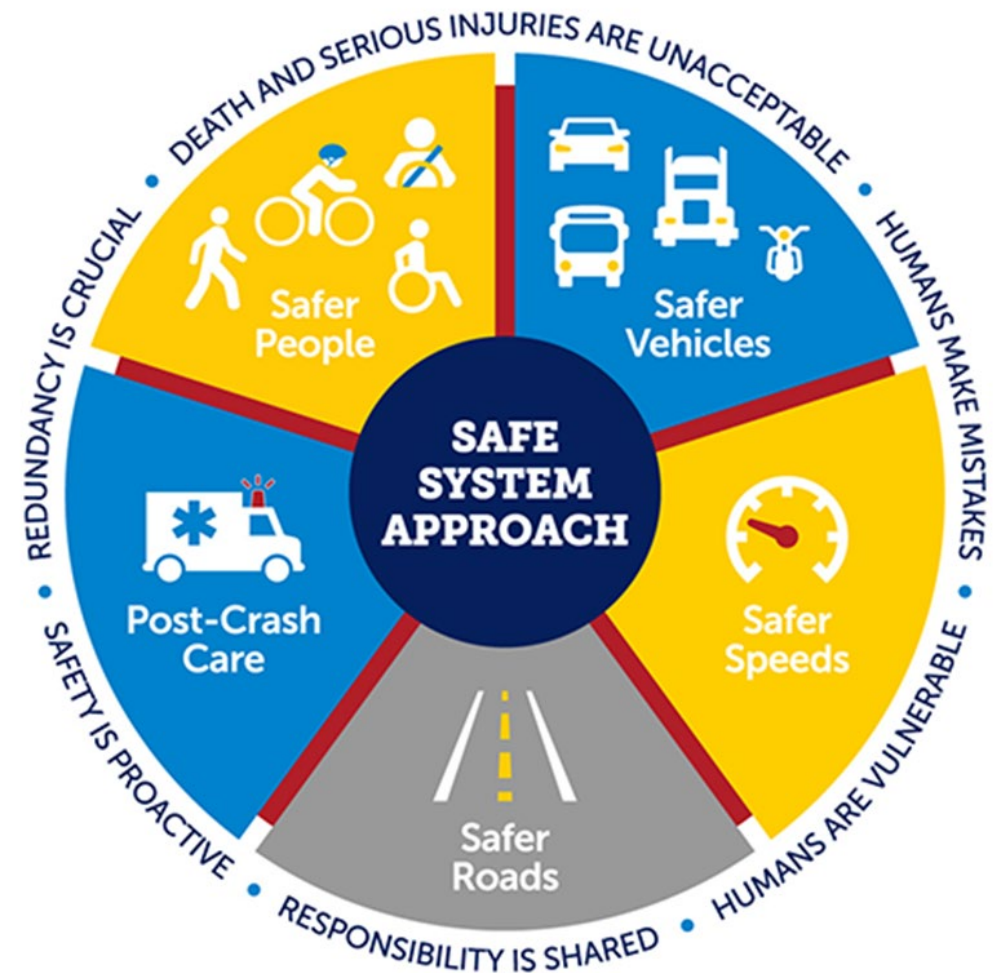 DEATH AND SERIOUS INJURIES ARE UNACCEPTABLE
HUMANS MAKE MISTAKES
HUMANS ARE VULNERABLE
RESPONSIBILITY IS SHARED
SAFETY IS PROACTIVE
REDUNDANCY IS CRUCIAL
Safer
People
Safer
Vehicles
SAFE
SYSTEM
APPROACH
Post-Crash
Care
Safer
Speeds
Safer
Roads